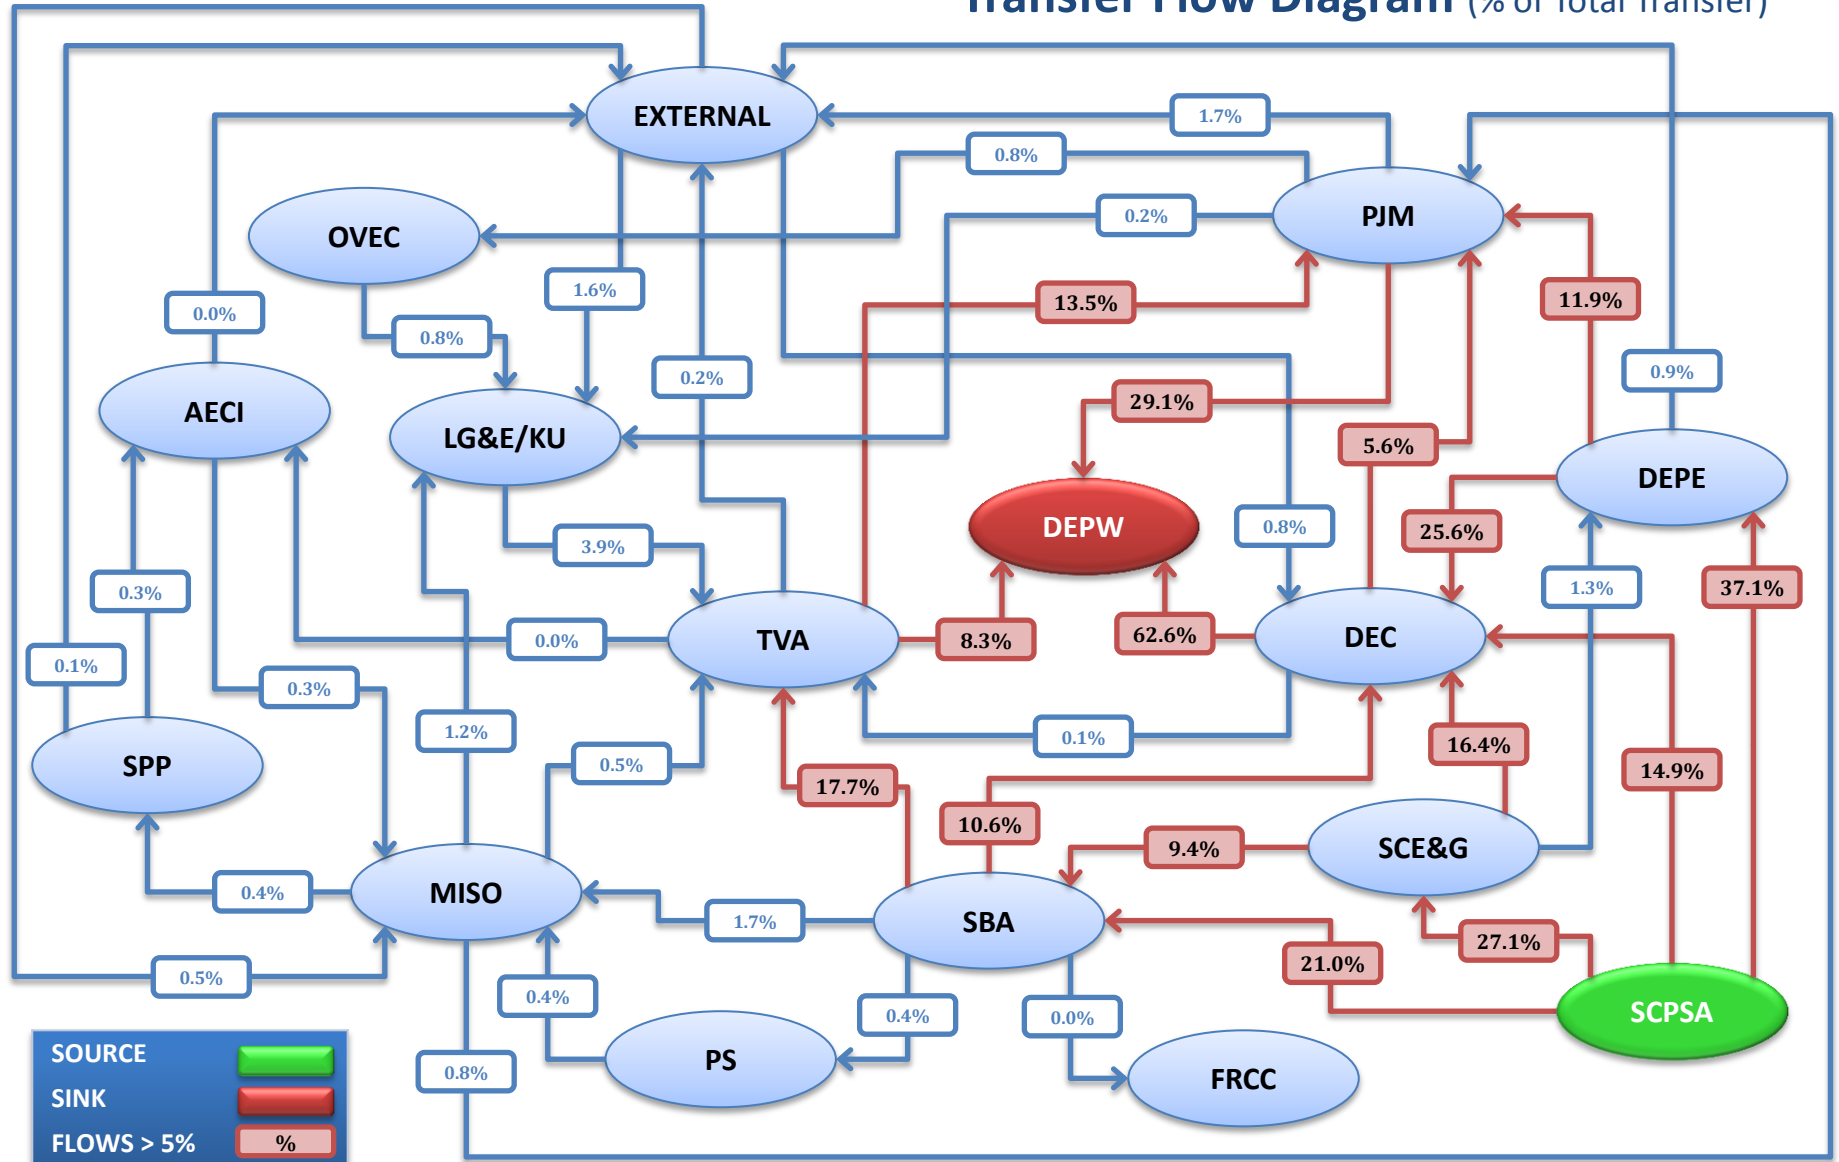 Transfer Flow Diagram (% of Total Transfer)
EXTERNAL
1.7%
0.8%
PJM
0.2%
OVEC
1.6%
13.5%
11.9%
0.0%
0.8%
0.2%
0.9%
29.1%
AECI
LG&E/KU
5.6%
DEPE
DEPW
0.8%
25.6%
3.9%
0.3%
1.3%
37.1%
TVA
0.0%
8.3%
62.6%
DEC
0.1%
0.3%
1.2%
0.1%
16.4%
SPP
0.5%
17.7%
14.9%
10.6%
9.4%
SCE&G
0.4%
MISO
1.7%
SBA
27.1%
0.5%
21.0%
0.4%
0.4%
0.0%
SCPSA
SOURCE
PS
0.8%
FRCC
SINK
FLOWS > 5%
%